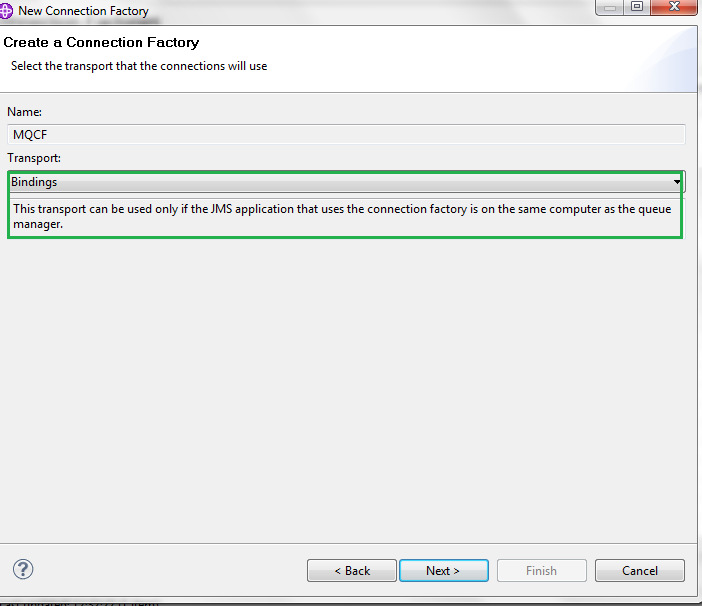 New Connection Factory
Create a Connection Factory
Select the transport that the connections will use
Name:
MQCF
Transport:
Bindings
This transport can be used only if the JMS application that uses the connection factory is on the same computer as the queue
manager.
?
< Back
Next >
Finish
Cancel